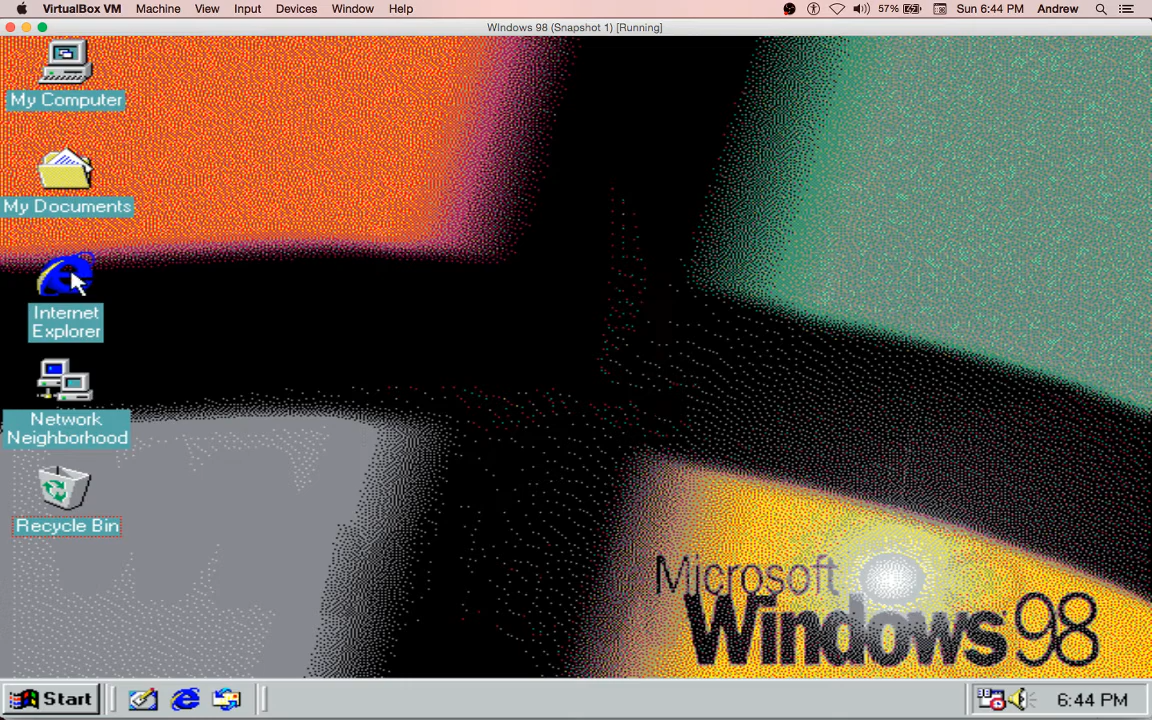 VirtualBox VM Machine View Input Devices Window Help 57% Sun 6:44 PM Andrew
WIndows 98 (Snapshot 1) [Running]
My Computer
My Documents
Internet
Explorer
Network
Neighborhood
Recycle Bin
Microsoft
Windows 98
Start 6:44 PM